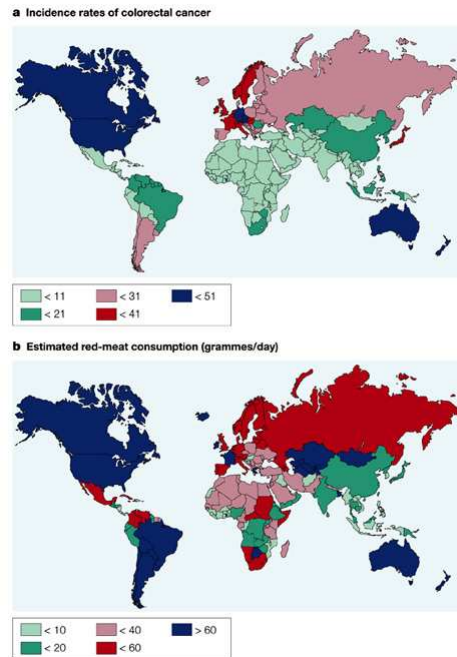 a Incidence rates of colorectal cancer
< 11 < 31 < 51
< 21 < 41
b Estimated red-meat consumption (grammes/day)
< 10 < 40 > 60
< 20 < 60